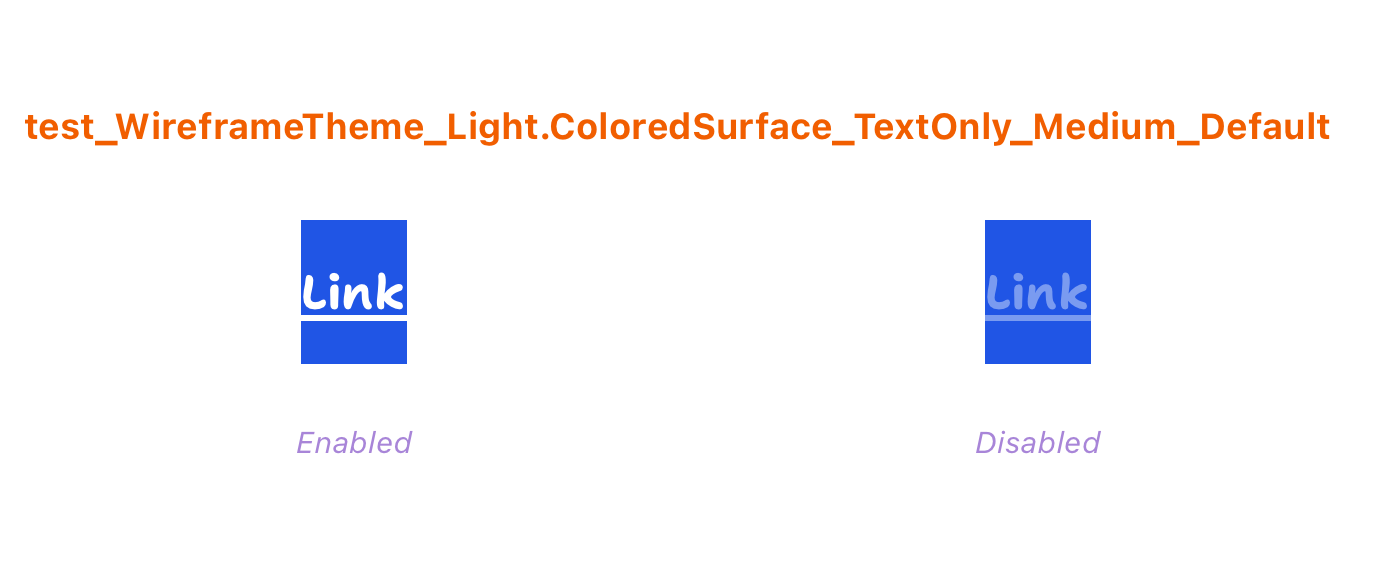 test_WireframeTheme_Light.ColoredSurface_TextOnly_Medium_Default
Link Link
Enabled Disabled